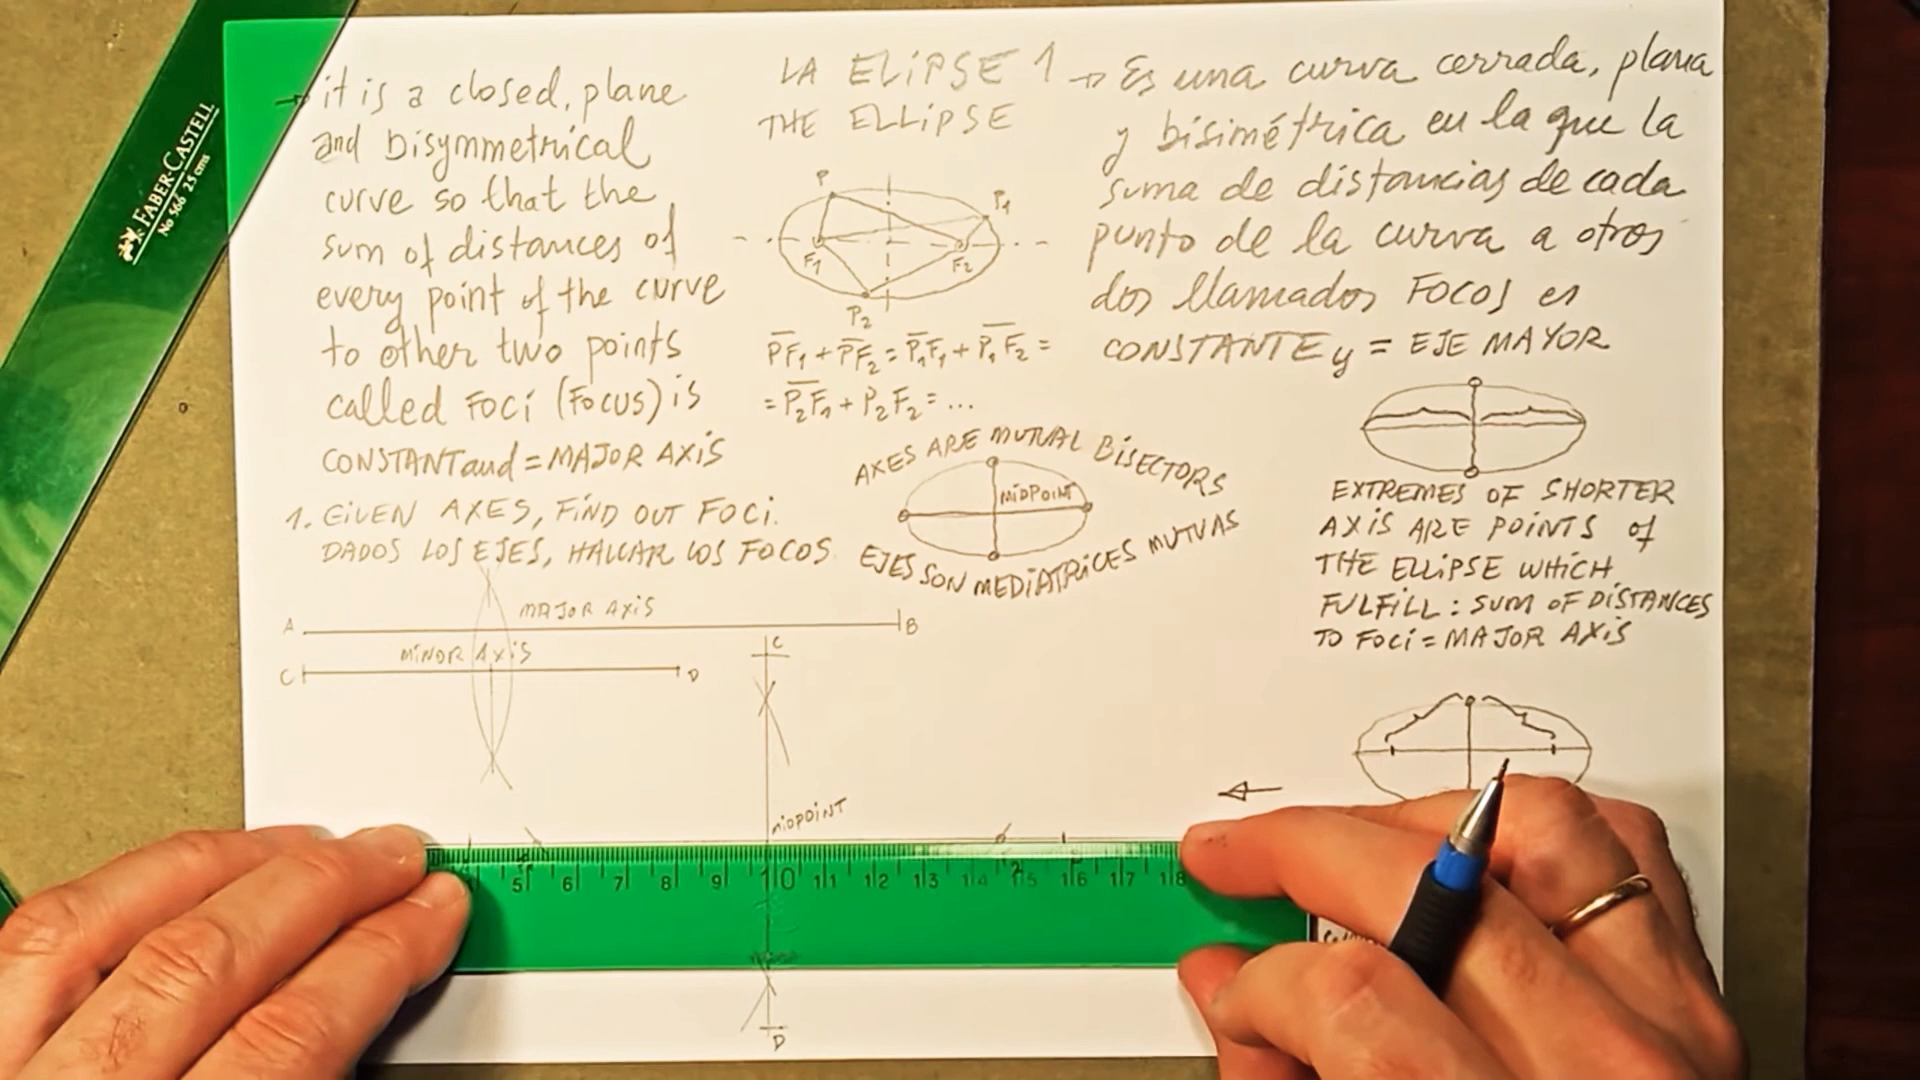 FABER-CASTELL
No 566 25 cms
→ it is a closed, plane
and bisymmetrical
curve so that the
sum of distances of
every point of the curve
to other two points
called FOCi (FOCUS) is
CONSTANT and = MAJOR AXIS
LA ELIPSE 1
THE ELLIPSE
P
P1
F1
F2
P2
PF1 + PF2 = P1F1 + P1F2 =
= P2F1 + P2F2 = ...
→ Es una curva cerrada, plana
y bisimétrica en la que la
suma de distancias de cada
punto de la curva a otros
dos llamados FOCOS es
CONSTANTE y = EJE MAYOR
AXES ARE MUTUAL BISECTORS
MIDPOINT
EJES SON MEDIATRICES MUTUAS
EXTREMES OF SHORTER
AXIS ARE POINTS of
THE ELLIPSE WHICH
FULFILL: SUM OF DISTANCES
TO FOCI = MAJOR AXIS
1. GIVEN AXES, FIND OUT FOCI.
DADOS LOS EJES, HALLAR LOS FOCOS.
MAJOR AXIS
A
B
MINOR AXIS
C
D
C
MIDPOINT
5 6 7 8 9 10 11 12 13 14 15 16 17 18
D